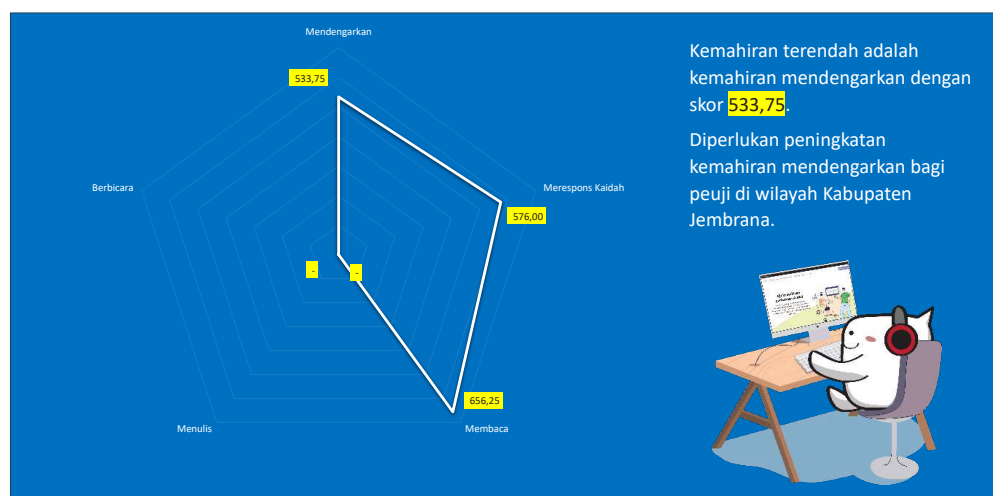 Mendengarkan
533,75
Berbicara
Merespons Kaidah
576,00
-
-
656,25
Menulis
Membaca
Kemahiran terendah adalah
kemahiran mendengarkan dengan
skor 533,75.
Diperlukan peningkatan
kemahiran mendengarkan bagi
peuji di wilayah Kabupaten
Jembrana.